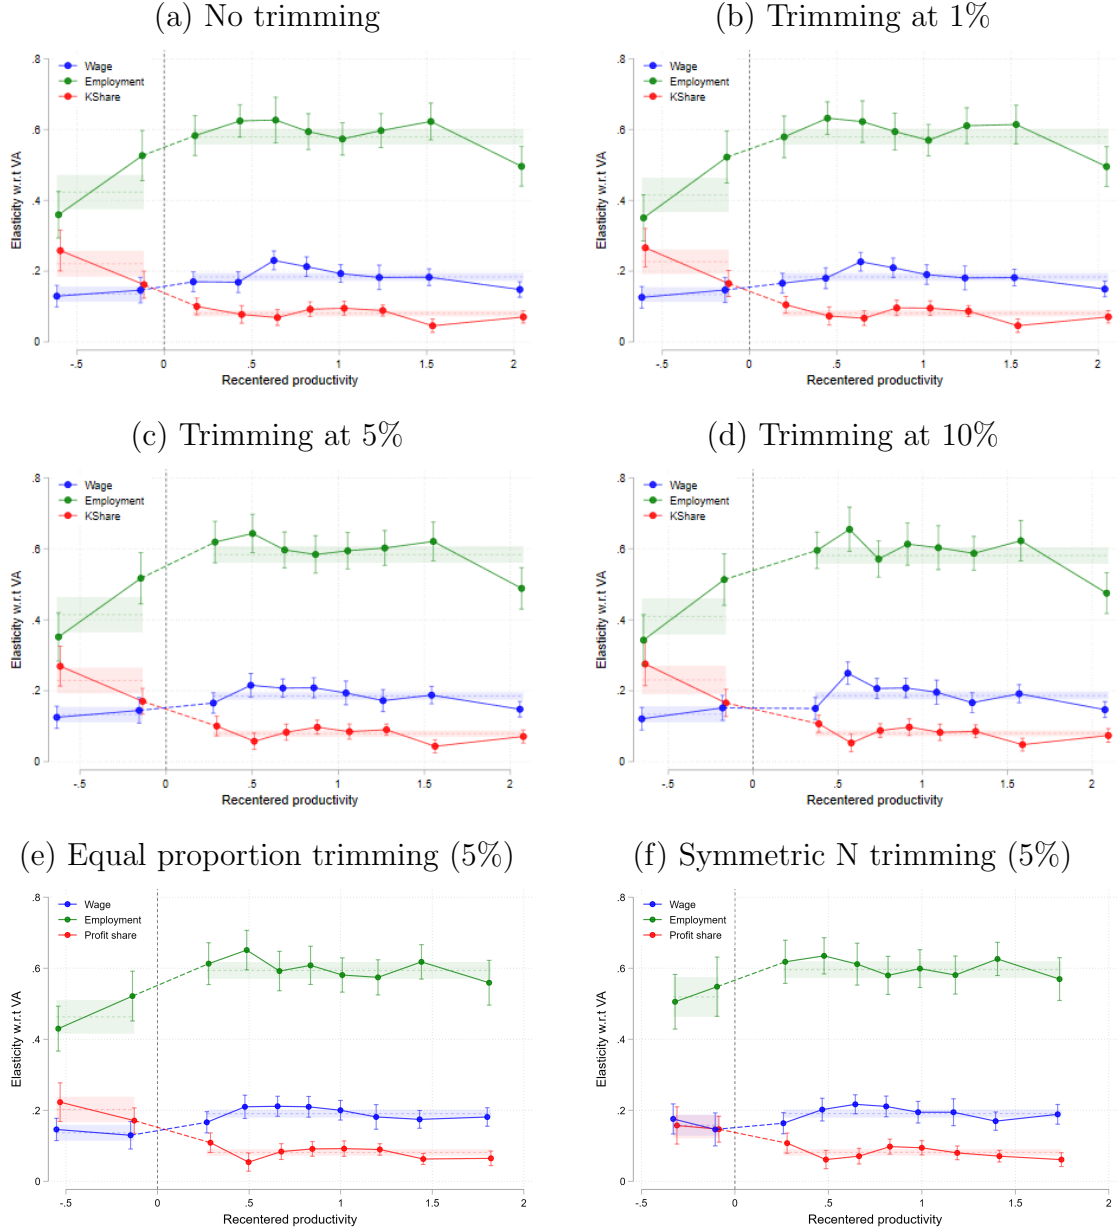 (a) No trimming
.8
.6
.4
.2
0
Elasticity w.r.t VA
Wage
Employment
KShare
-.5
0
.5
1
1.5
2
Recentered productivity
(b) Trimming at 1%
.8
.6
.4
.2
0
Elasticity w.r.t VA
Wage
Employment
KShare
-.5
0
.5
1
1.5
2
Recentered productivity
(c) Trimming at 5%
.8
.6
.4
.2
0
Elasticity w.r.t VA
Wage
Employment
KShare
-.5
0
.5
1
1.5
2
Recentered productivity
(d) Trimming at 10%
.8
.6
.4
.2
0
Elasticity w.r.t VA
Wage
Employment
KShare
-.5
0
.5
1
1.5
2
Recentered productivity
(e) Equal proportion trimming (5%)
.8
.6
.4
.2
0
Elasticity w.r.t VA
Wage
Employment
Profit share
-.5
0
.5
1
1.5
2
Recentered productivity
(f) Symmetric N trimming (5%)
.8
.6
.4
.2
0
Elasticity w.r.t VA
Wage
Employment
Profit share
-.5
0
.5
1
1.5
2
Recentered productivity